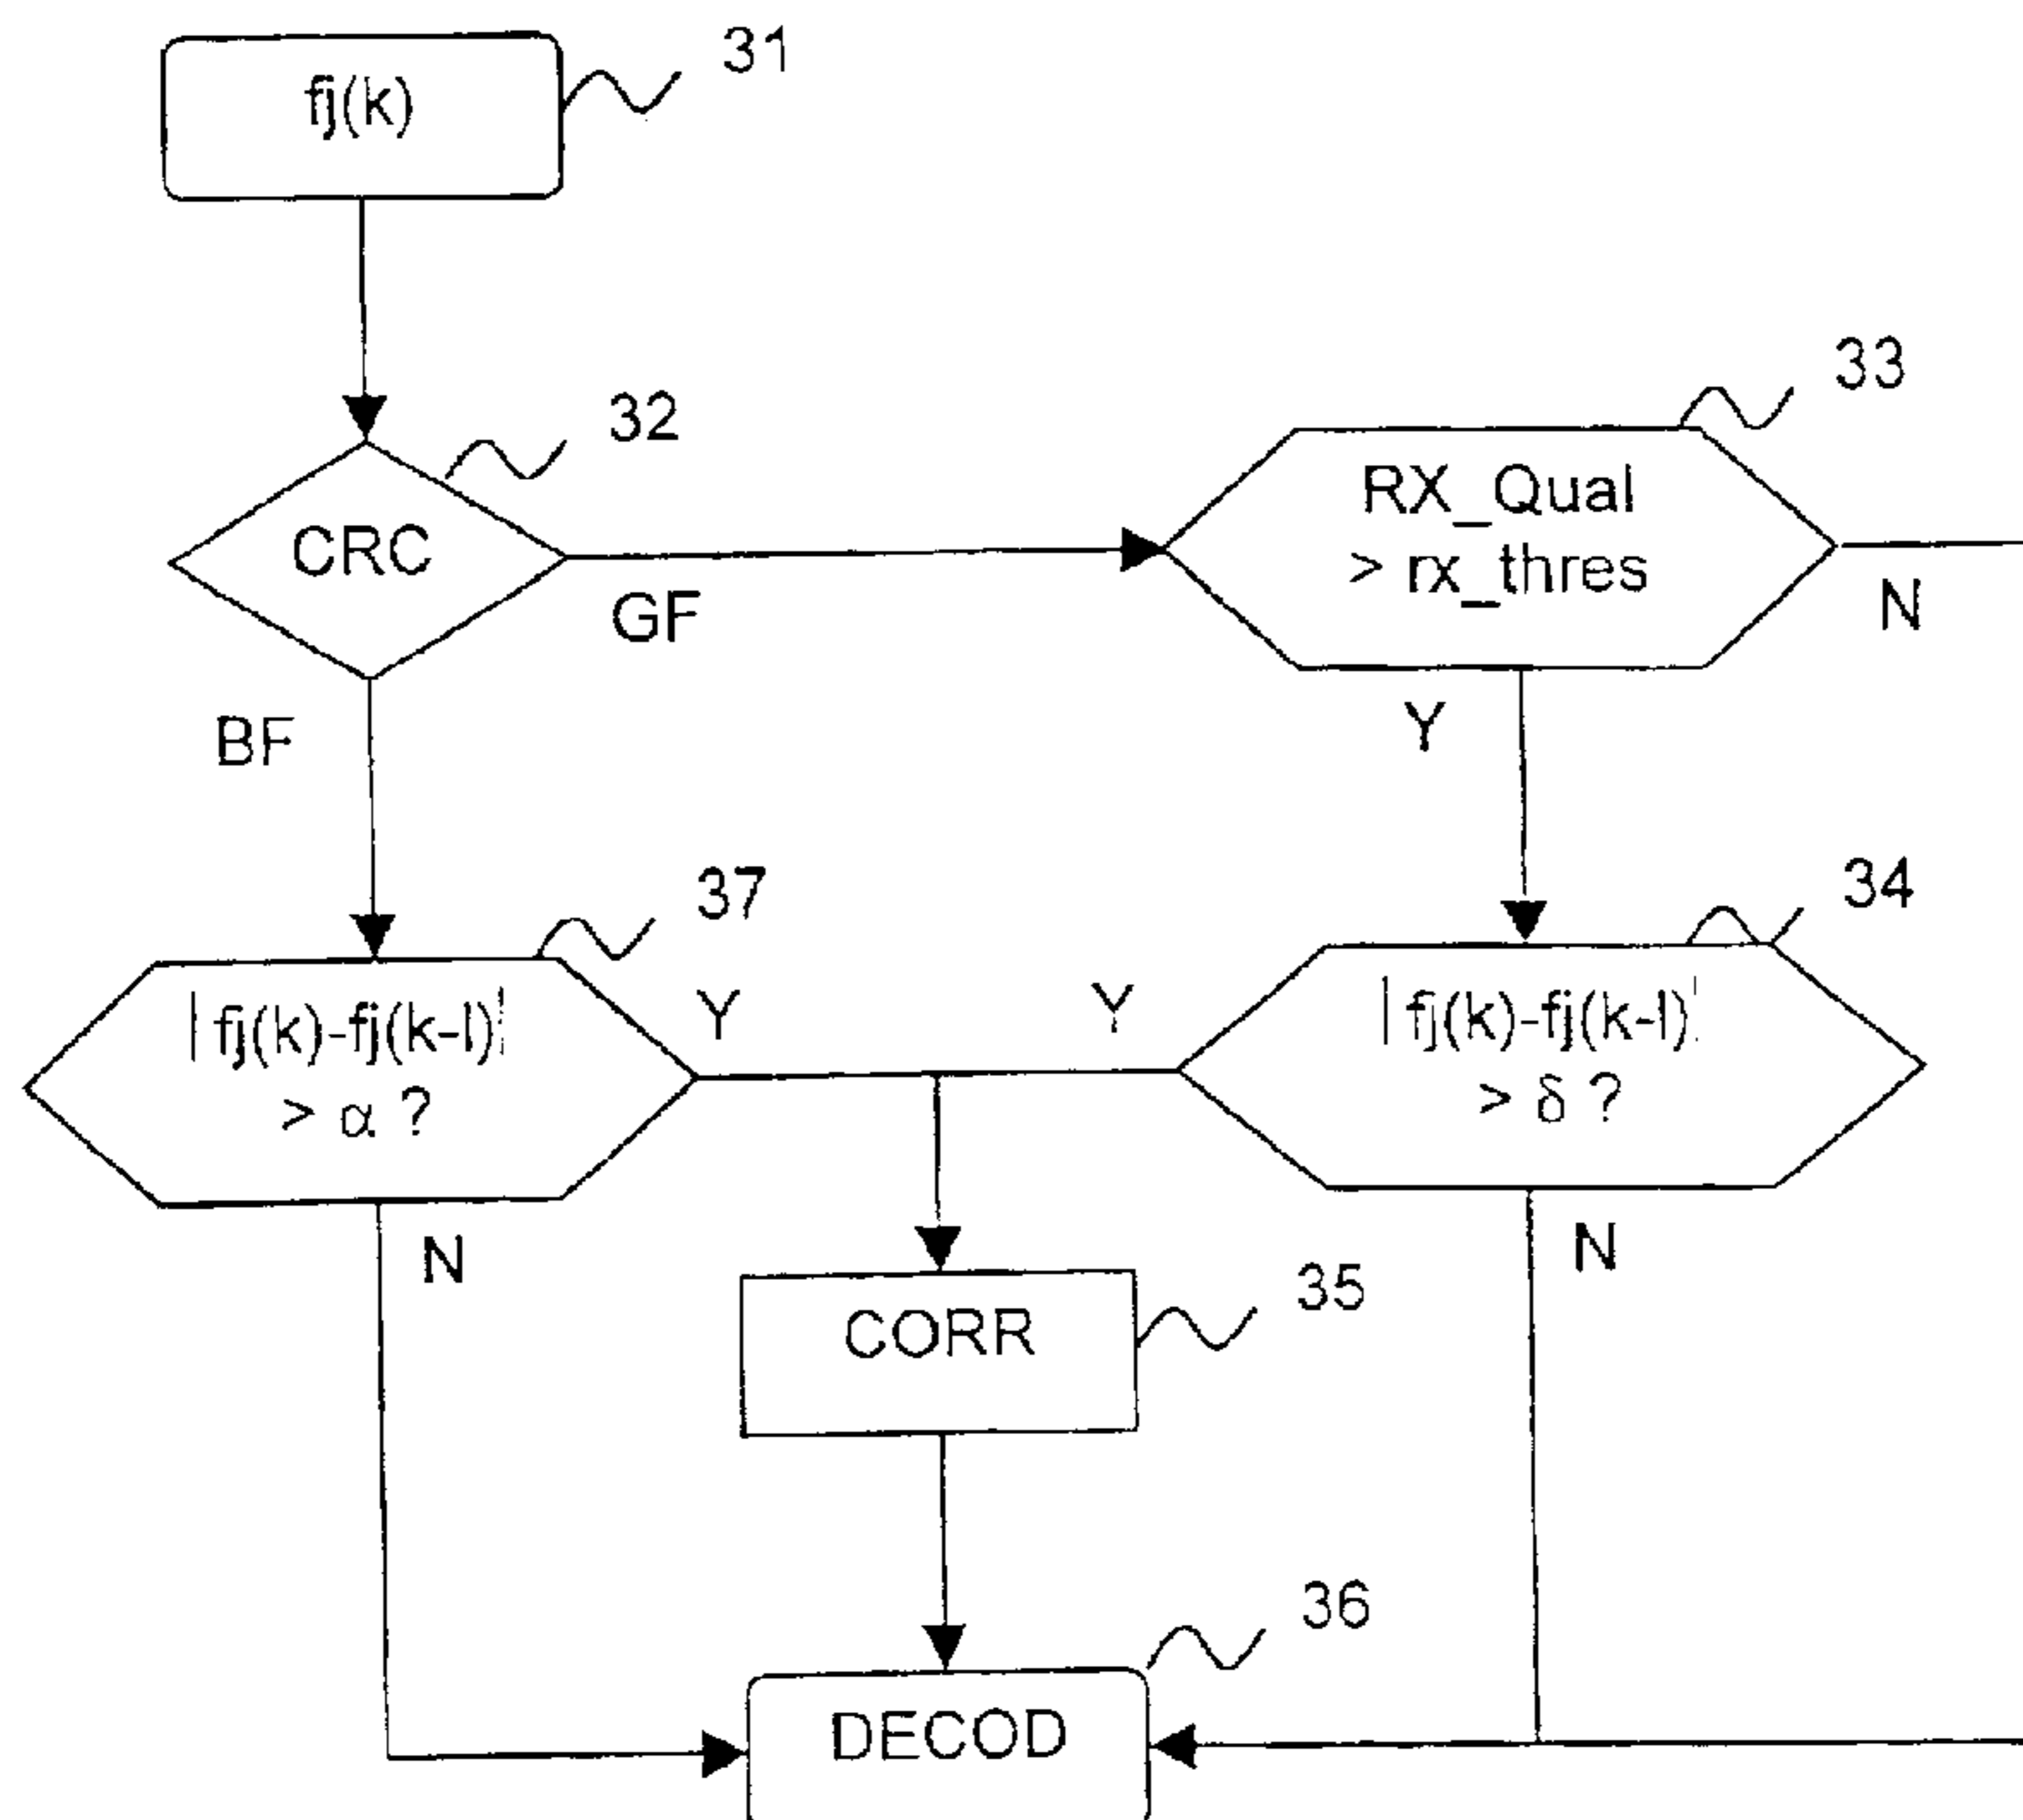 31
fj(k)
32
33
CRC
RX_Qual
> rx_thres
GF
N
BF
Y
37
34
| fj(k)-fj(k-l)|
> α ?
Y
Y
| fj(k)-fj(k-l)|
> δ ?
N
N
35
CORR
36
DECOD